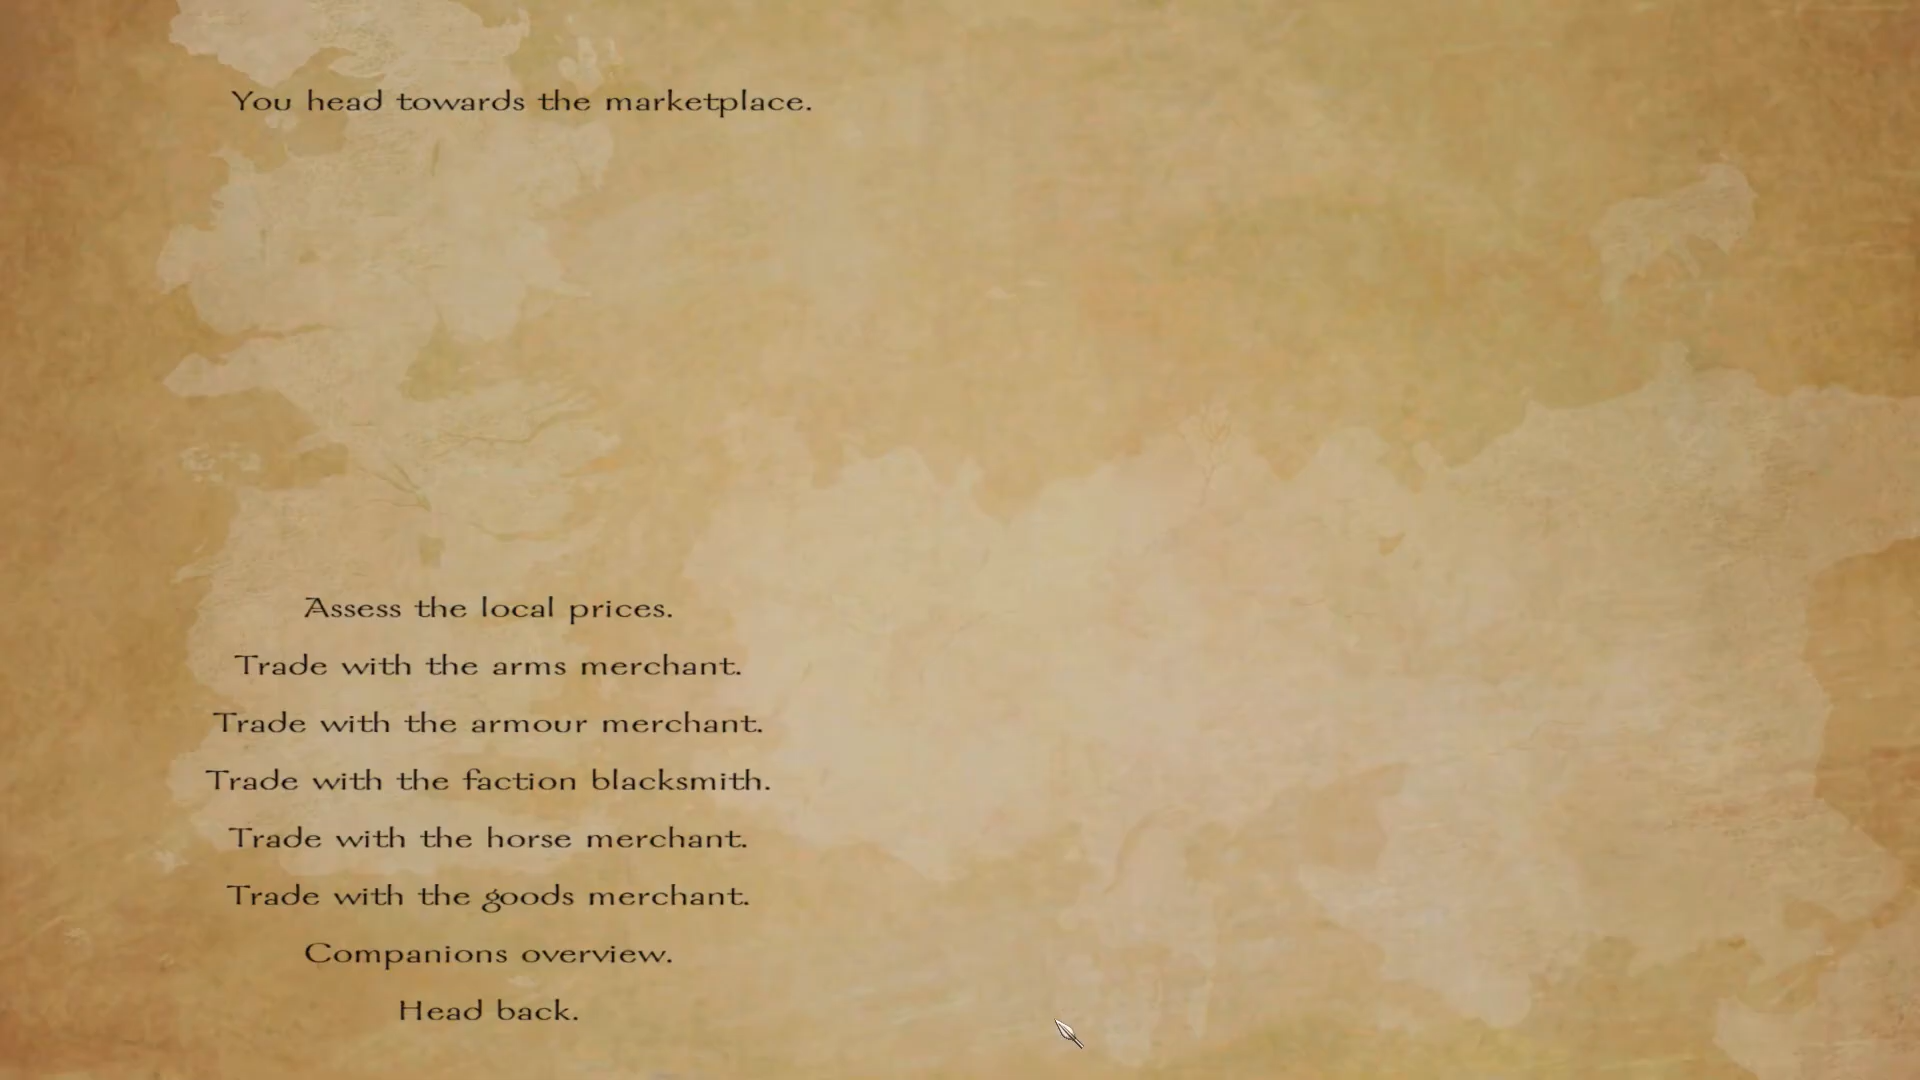 You head towards the marketplace.
Assess the local prices.
Trade with the arms merchant.
Trade with the armour merchant.
Trade with the faction blacksmith.
Trade with the horse merchant.
Trade with the goods merchant.
Companions overview.
Head back.